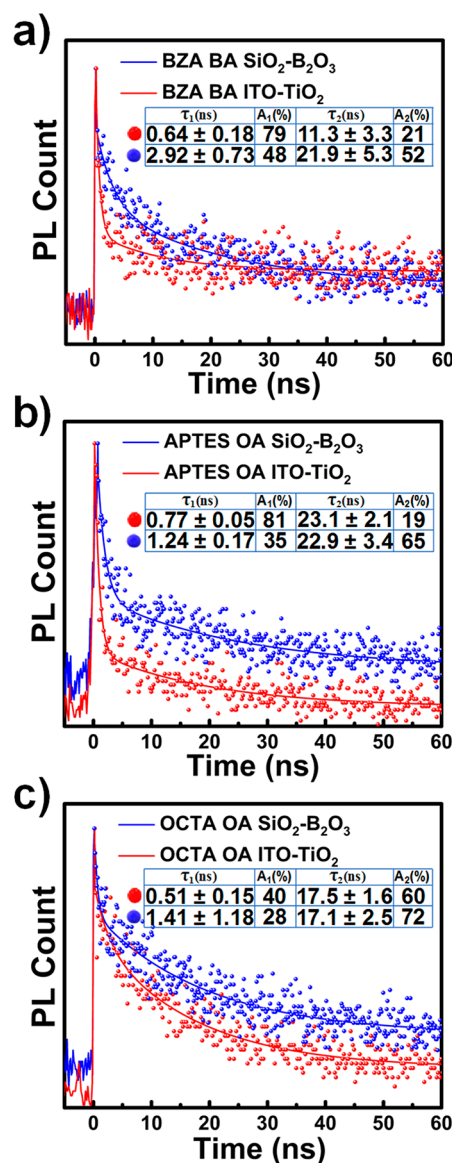 a)
BZA BA SiO₂-B₂O₃
BZA BA ITO-TiO₂
τ₁(ns) A₁(%) τ₂(ns) A₂(%)
0.64 ± 0.18 79 11.3 ± 3.3 21
2.92 ± 0.73 48 21.9 ± 5.3 52
PL Count
0 10 20 30 40 50 60
Time (ns)
b)
APTES OA SiO₂-B₂O₃
APTES OA ITO-TiO₂
τ₁(ns) A₁(%) τ₂(ns) A₂(%)
0.77 ± 0.05 81 23.1 ± 2.1 19
1.24 ± 0.17 35 22.9 ± 3.4 65
PL Count
0 10 20 30 40 50 60
Time (ns)
c)
OCTA OA SiO₂-B₂O₃
OCTA OA ITO-TiO₂
τ₁(ns) A₁(%) τ₂(ns) A₂(%)
0.51 ± 0.15 40 17.5 ± 1.6 60
1.41 ± 1.18 28 17.1 ± 2.5 72
PL Count
0 10 20 30 40 50 60
Time (ns)